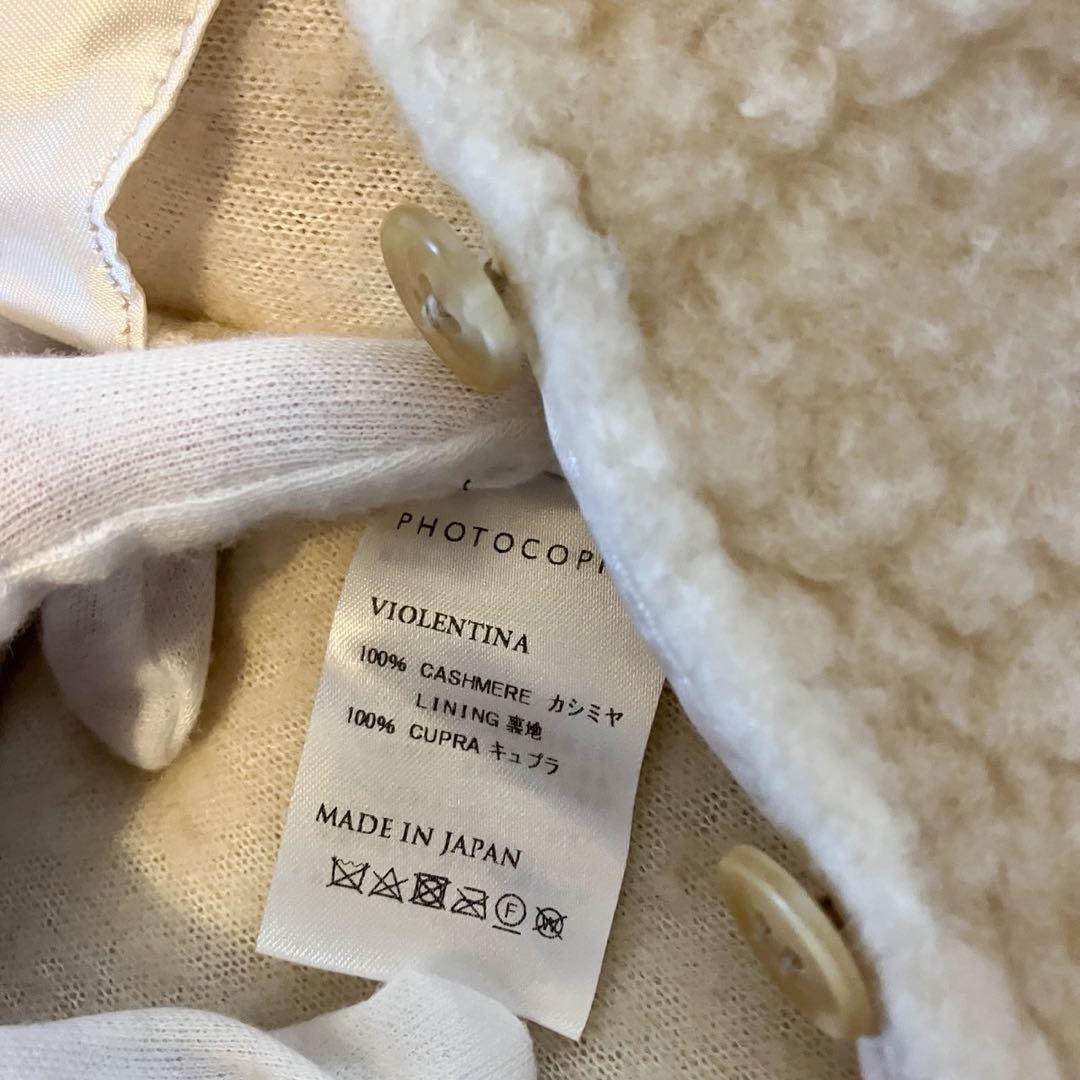 PHOTOCOPI
VIOLENTINA
100% CASHMERE カシミヤ
LINING 裏地
100% CUPRA キュプラ
MADE IN JAPAN
F W